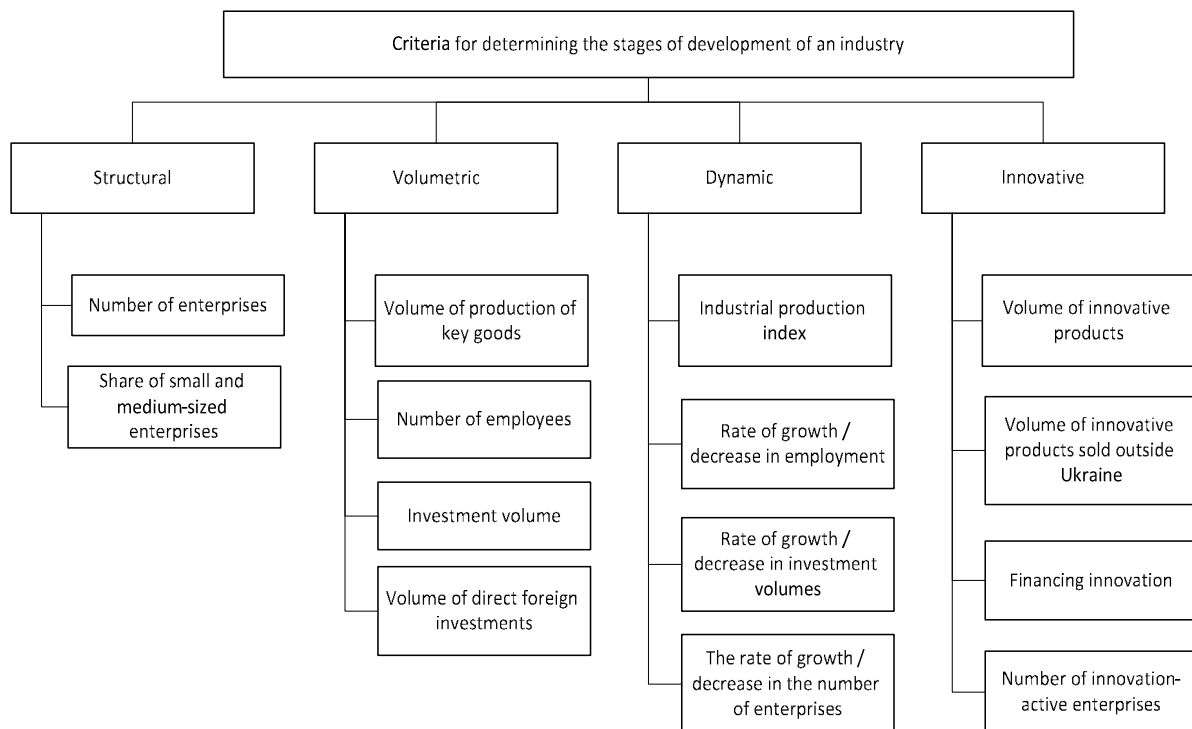 Criteria for determining the stages of development of an industry
Structural
Volumetric
Dynamic
Innovative
Number of enterprises
Share of small and
medium-sized
enterprises
Volume of production of
key goods
Number of employees
Investment volume
Volume of direct foreign
investments
Industrial production
index
Rate of growth /
decrease in employment
Rate of growth /
decrease in investment
volumes
The rate of growth /
decrease in the number
of enterprises
Volume of innovative
products
Volume of innovative
products sold outside
Ukraine
Financing innovation
Number of innovation-
active enterprises